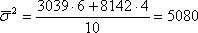 σ̅² = (3039·6 + 8142·4) / 10 = 5080